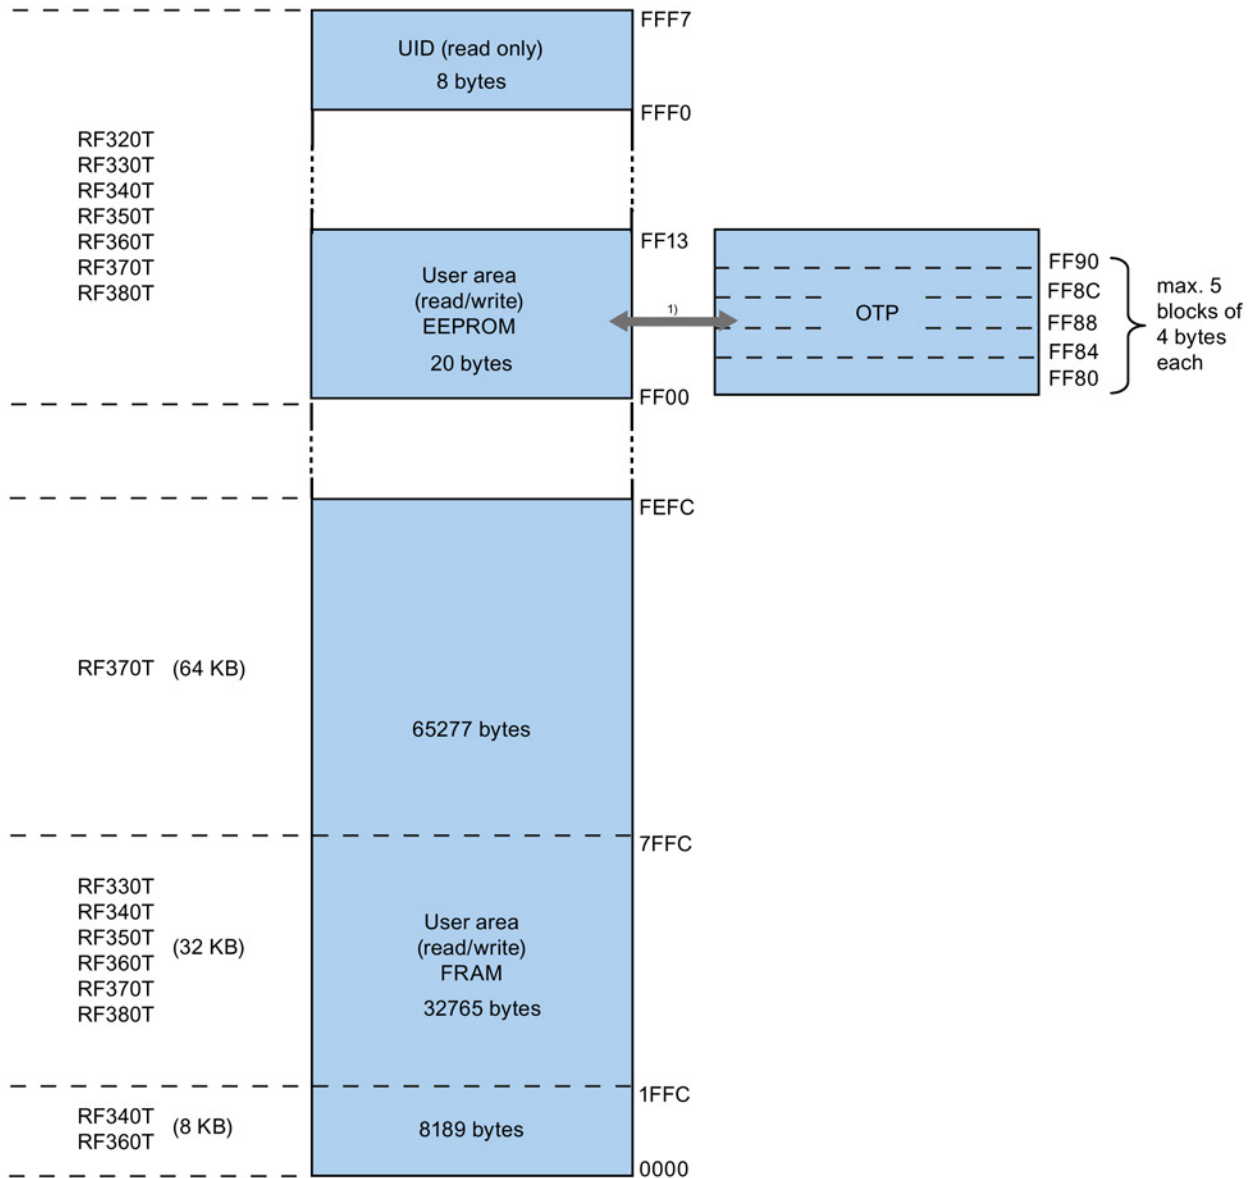 FFF7
UID (read only)
8 bytes
FFF0
RF320T
RF330T
RF340T
RF350T
RF360T
RF370T
RF380T
FF13
User area
(read/write)
EEPROM
20 bytes
FF00
1)
OTP
FF90
FF8C
FF88
FF84
FF80
max. 5
blocks of
4 bytes
each
FEFC
RF370T (64 KB)
65277 bytes
7FFC
RF330T
RF340T
RF350T
RF360T
RF370T
RF380T
(32 KB)
User area
(read/write)
FRAM
32765 bytes
1FFC
RF340T
RF360T
(8 KB)
8189 bytes
0000